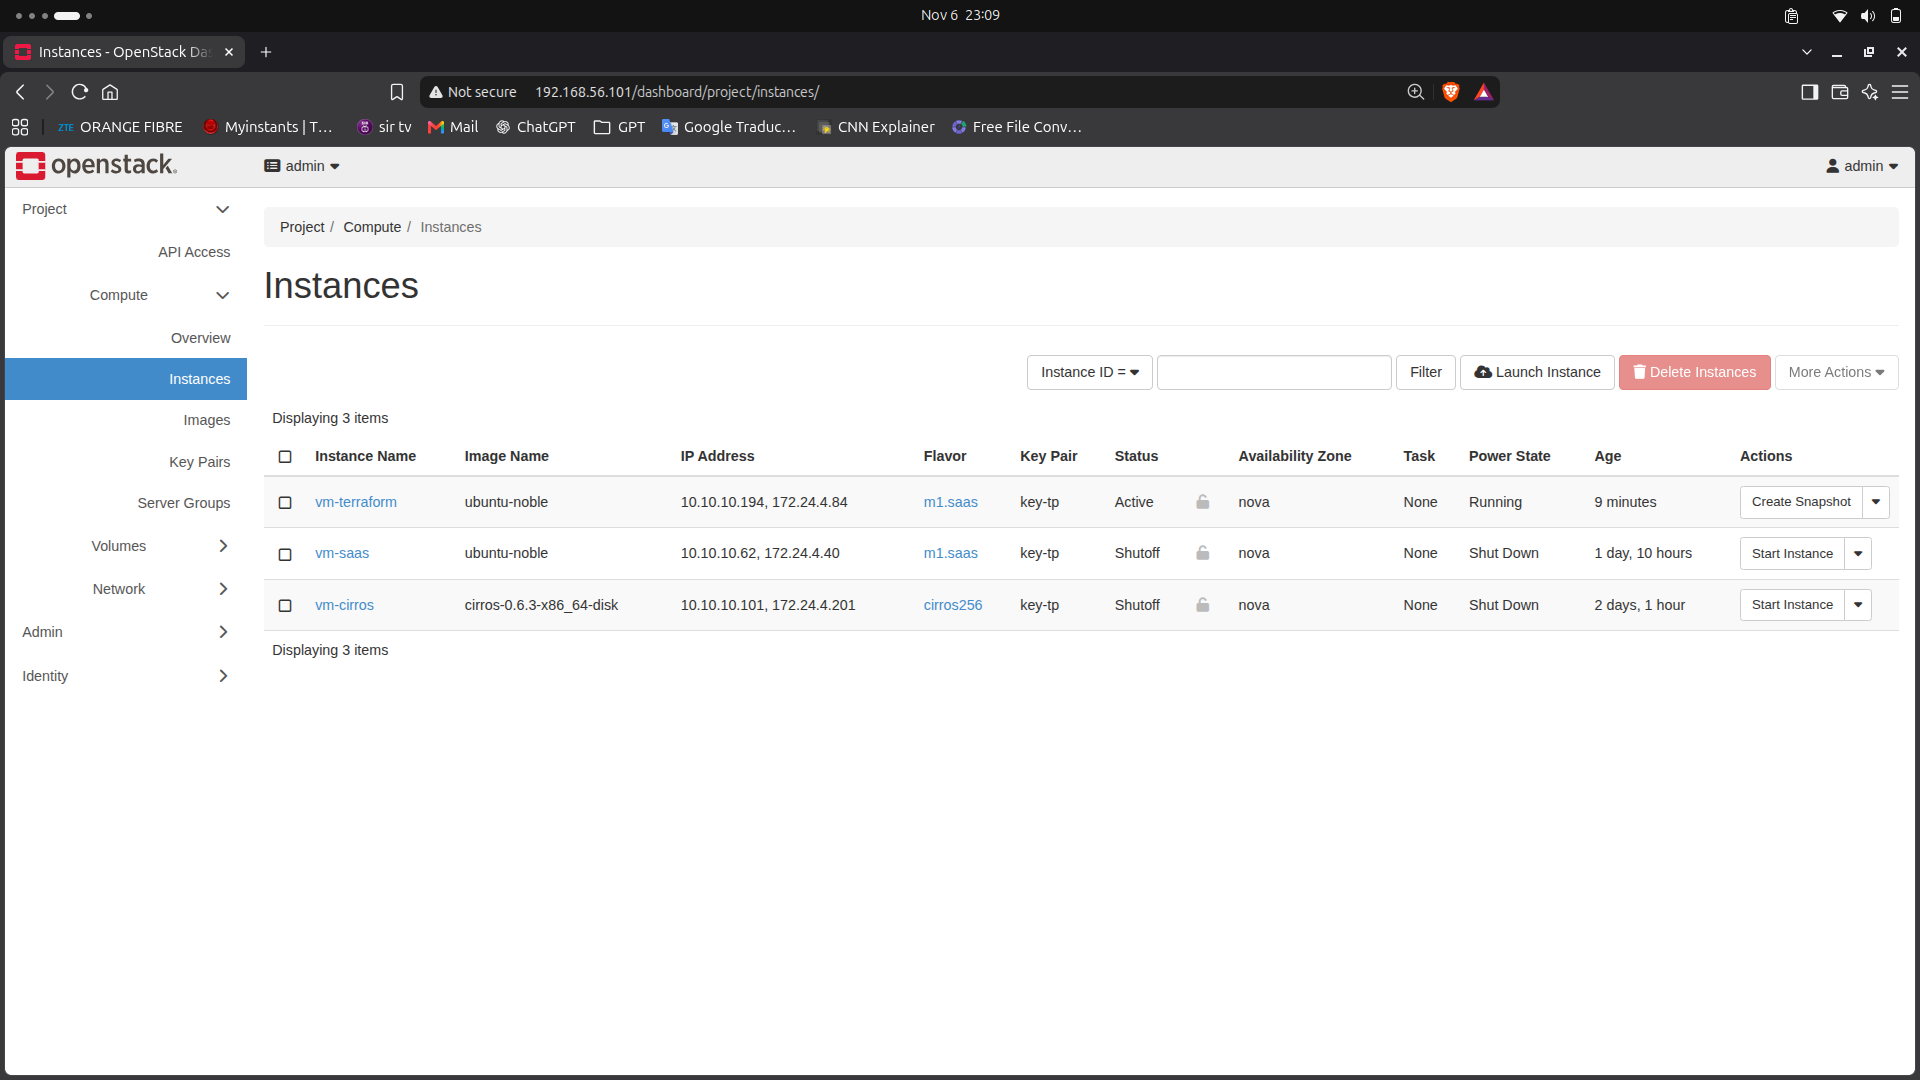 Nov 6 23:09
Instances - OpenStack Da
Not secure 192.168.56.101/dashboard/project/instances/
ZTE ORANGE FIBRE Myinstants | T… sir tv Mail ChatGPT GPT Google Traduc… CNN Explainer Free File Conv…
openstack. admin admin
Project
API Access
Compute
Overview
Instances
Images
Key Pairs
Server Groups
Volumes
Network
Admin
Identity
Project / Compute / Instances
Instances
Instance ID = Filter Launch Instance Delete Instances More Actions
Displaying 3 items
Instance Name Image Name IP Address Flavor Key Pair Status Availability Zone Task Power State Age Actions
vm-terraform ubuntu-noble 10.10.10.194, 172.24.4.84 m1.saas key-tp Active nova None Running 9 minutes Create Snapshot
vm-saas ubuntu-noble 10.10.10.62, 172.24.4.40 m1.saas key-tp Shutoff nova None Shut Down 1 day, 10 hours Start Instance
vm-cirros cirros-0.6.3-x86_64-disk 10.10.10.101, 172.24.4.201 cirros256 key-tp Shutoff nova None Shut Down 2 days, 1 hour Start Instance
Displaying 3 items